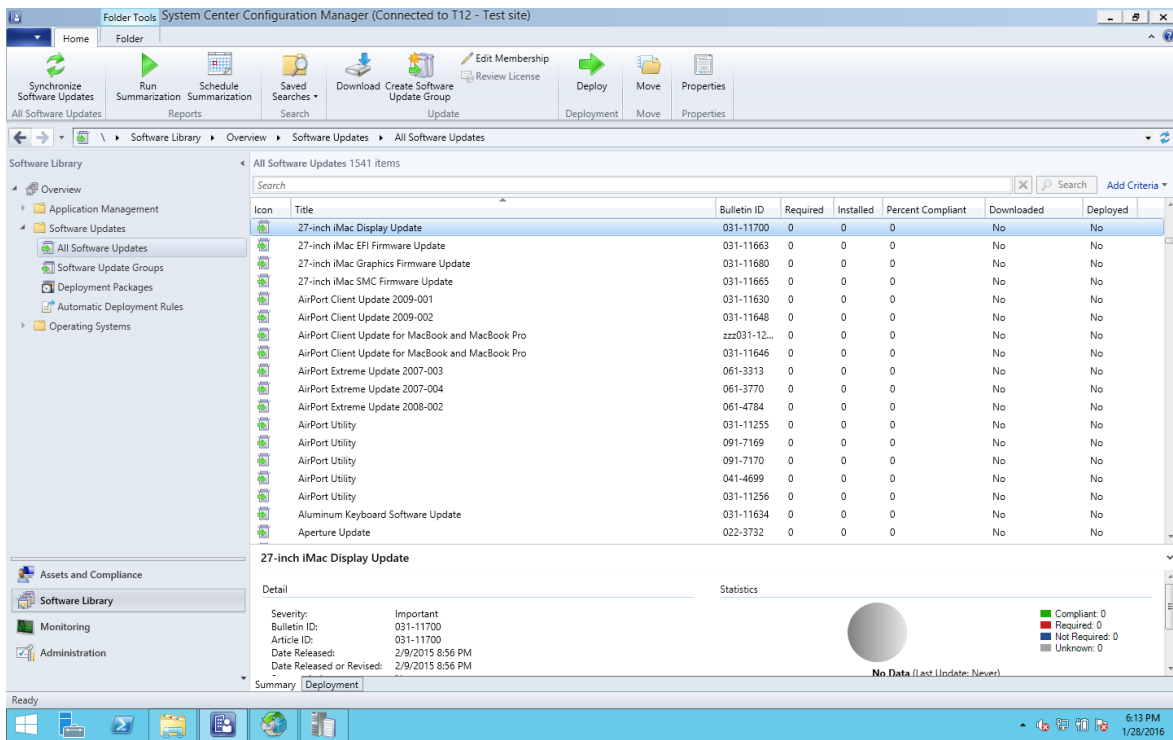 Folder Tools System Center Configuration Manager (Connected to T12 - Test site)
Home Folder
Synchronize Software Updates
Run Summarization
Schedule Summarization
Saved Searches
Download
Create Software Update Group
Edit Membership
Review License
Deploy
Move
Properties
All Software Updates Reports Search Update Deployment Move Properties
\ Software Library Overview Software Updates All Software Updates
Software Library
Overview
Application Management
Software Updates
All Software Updates
Software Update Groups
Deployment Packages
Automatic Deployment Rules
Operating Systems
Assets and Compliance
Software Library
Monitoring
Administration
All Software Updates 1541 items
Search Search Add Criteria
Icon Title Bulletin ID Required Installed Percent Compliant Downloaded Deployed
27-inch iMac Display Update 031-11700 0 0 0 No No
27-inch iMac EFI Firmware Update 031-11663 0 0 0 No No
27-inch iMac Graphics Firmware Update 031-11680 0 0 0 No No
27-inch iMac SMC Firmware Update 031-11665 0 0 0 No No
AirPort Client Update 2009-001 031-11630 0 0 0 No No
AirPort Client Update 2009-002 031-11648 0 0 0 No No
AirPort Client Update for MacBook and MacBook Pro zzz031-12... 0 0 0 No No
AirPort Client Update for MacBook and MacBook Pro 031-11646 0 0 0 No No
AirPort Extreme Update 2007-003 061-3313 0 0 0 No No
AirPort Extreme Update 2007-004 061-3770 0 0 0 No No
AirPort Extreme Update 2008-002 061-4784 0 0 0 No No
AirPort Utility 031-11255 0 0 0 No No
AirPort Utility 091-7169 0 0 0 No No
AirPort Utility 091-7170 0 0 0 No No
AirPort Utility 041-4699 0 0 0 No No
AirPort Utility 031-11256 0 0 0 No No
Aluminum Keyboard Software Update 031-11634 0 0 0 No No
Aperture Update 022-3732 0 0 0 No No
27-inch iMac Display Update
Detail
Severity: Important
Bulletin ID: 031-11700
Article ID: 031-11700
Date Released: 2/9/2015 8:56 PM
Date Released or Revised: 2/9/2015 8:56 PM
Statistics
Compliant: 0
Required: 0
Not Required: 0
Unknown: 0
No Data (Last Update: Never)
Summary Deployment
Ready
6:13 PM
1/28/2016